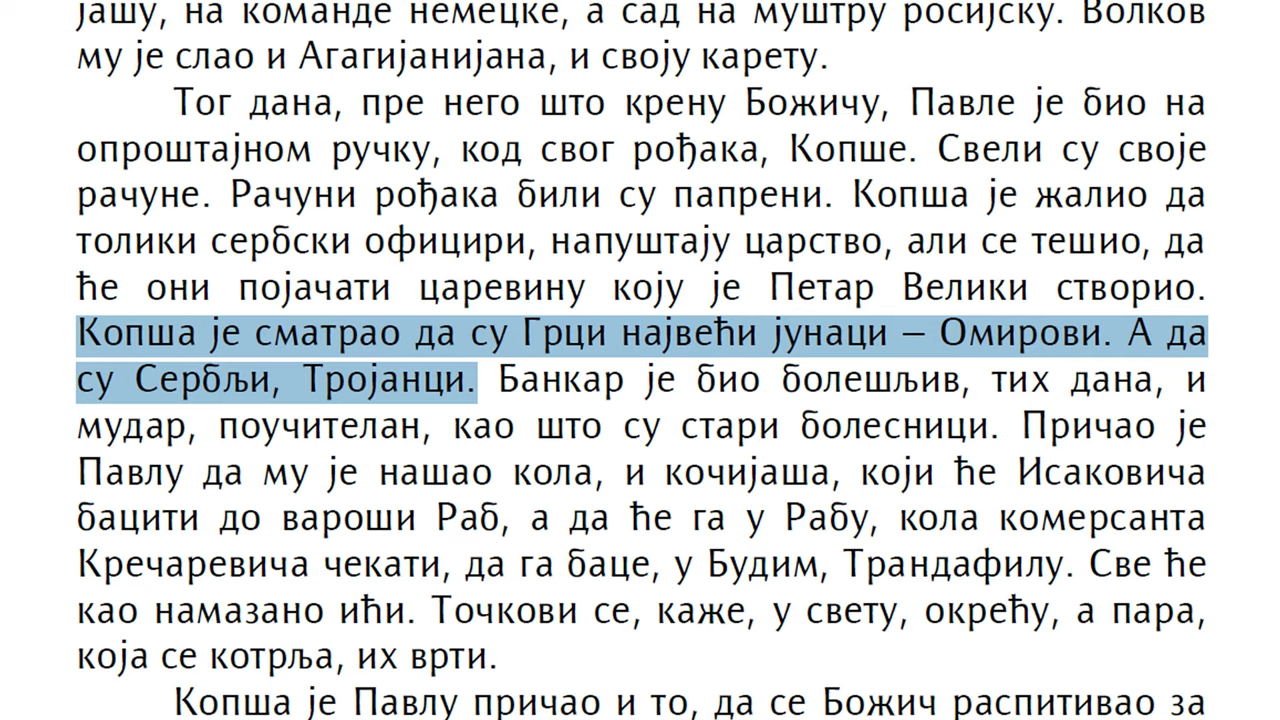 јашу, на команде немецке, а сад на муштру росијску. Волков
му је слао и Агагијанијана, и своју карету.
Тог дана, пре него што крену Божичу, Павле је био на
опроштајном ручку, код свог рођака, Копше. Свели су своје
рачуне. Рачуни рођака били су папрени. Копша је жалио да
толики сербски официри, напуштају царство, али се тешио, да
ће они појачати царевину коју је Петар Велики створио.
Копша је сматрао да су Грци највећи јунаци – Омирови. А да
су Сербљи, Тројанци. Банкар је био болешљив, тих дана, и
мудар, поучителан, као што су стари болесници. Причао је
Павлу да му је нашао кола, и кочијаша, који ће Исаковича
бацити до вароши Раб, а да ће га у Рабу, кола комерсанта
Кречаревича чекати, да га баце, у Будим, Трандафилу. Све ће
као намазано ићи. Точкови се, каже, у свету, окрећу, а пара,
која се котрља, их врти.
Копша је Павлу причао и то, да се Божич распитивао за